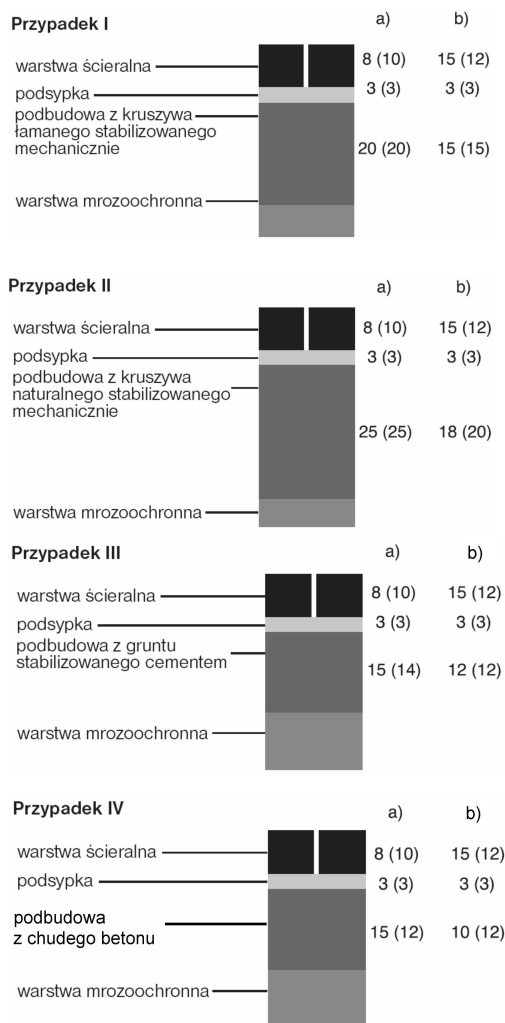 Przypadek I
a) b)
warstwa ścieralna 8 (10) 15 (12)
podsypka 3 (3) 3 (3)
podbudowa z kruszywa
łamanego stabilizowanego
mechanicznie 20 (20) 15 (15)
warstwa mrozoochronna
Przypadek II a) b)
warstwa ścieralna 8 (10) 15 (12)
podsypka 3 (3) 3 (3)
podbudowa z kruszywa
naturalnego stabilizowanego
mechanicznie
25 (25) 18 (20)
warstwa mrozoochronna
Przypadek III a) b)
warstwa ścieralna 8 (10) 15 (12)
podsypka 3 (3) 3 (3)
podbudowa z gruntu
stabilizowanego cementem
15 (14) 12 (12)
warstwa mrozoochronna
Przypadek IV a) b)
warstwa ścieralna 8 (10) 15 (12)
podsypka 3 (3) 3 (3)
podbudowa
z chudego betonu 15 (12) 10 (12)
warstwa mrozoochronna